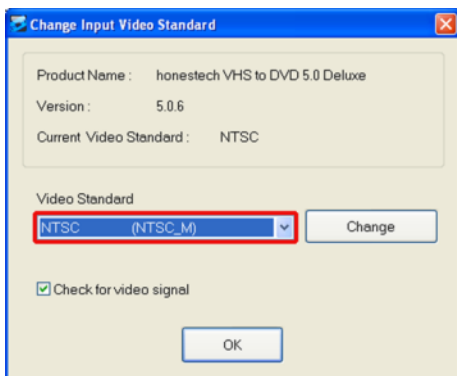 Change Input Video Standard
Product Name : honestech VHS to DVD 5.0 Deluxe
Version : 5.0.6
Current Video Standard : NTSC
Video Standard
NTSC (NTSC_M)
Change
Check for video signal
OK